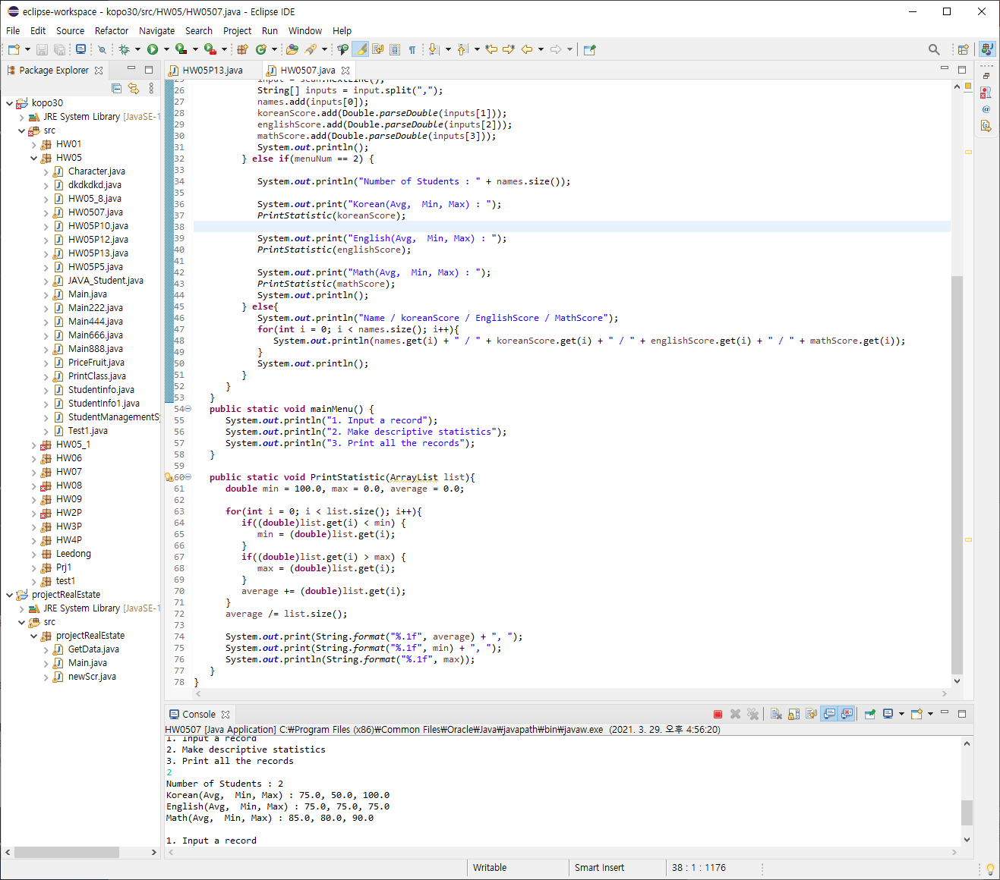 eclipse-workspace - kopo30/src/HW05/HW0507.java - Eclipse IDE
File Edit Source Refactor Navigate Search Project Run Window Help
Package Explorer
kopo30
JRE System Library [JavaSE-1
src
HW01
HW05
Character.java
dkdkdkd.java
HW05_8.java
HW0507.java
HW05P10.java
HW05P12.java
HW05P13.java
HW05P5.java
JAVA_Student.java
Main.java
Main222.java
Main444.java
Main666.java
Main888.java
PriceFruit.java
PrintClass.java
Studentinfo.java
StudentInfo1.java
StudentManagementSy
Test1.java
HW05_1
HW06
HW07
HW08
HW09
HW2P
HW3P
HW4P
Leedong
Prj1
test1
projectRealEstate
JRE System Library [JavaSE-1
src
projectRealEstate
GetData.java
Main.java
newScr.java
HW05P13.java HW0507.java
25 input = scan.nextLine();
26 String[] inputs = input.split(",");
27 names.add(inputs[0]);
28 koreanScore.add(Double.parseDouble(inputs[1]));
29 englishScore.add(Double.parseDouble(inputs[2]));
30 mathScore.add(Double.parseDouble(inputs[3]));
31 System.out.println();
32 } else if(menuNum == 2) {
33
34 System.out.println("Number of Students : " + names.size());
35
36 System.out.print("Korean(Avg,  Min, Max) : ");
37 PrintStatistic(koreanScore);
38
39 System.out.print("English(Avg,  Min, Max) : ");
40 PrintStatistic(englishScore);
41
42 System.out.print("Math(Avg,  Min, Max) : ");
43 PrintStatistic(mathScore);
44 System.out.println();
45 } else{
46 System.out.println("Name / koreanScore / EnglishScore / MathScore");
47 for(int i = 0; i < names.size(); i++){
48 System.out.println(names.get(i) + " / " + koreanScore.get(i) + " / " + englishScore.get(i) + " / " + mathScore.get(i));
49 }
50 System.out.println();
51 }
52 }
53 }
54 public static void mainMenu() {
55 System.out.println("1. Input a record");
56 System.out.println("2. Make descriptive statistics");
57 System.out.println("3. Print all the records");
58 }
59
60 public static void PrintStatistic(ArrayList list){
61 double min = 100.0, max = 0.0, average = 0.0;
62
63 for(int i = 0; i < list.size(); i++){
64 if((double)list.get(i) < min) {
65 min = (double)list.get(i);
66 }
67 if((double)list.get(i) > max) {
68 max = (double)list.get(i);
69 }
70 average += (double)list.get(i);
71 }
72 average /= list.size();
73
74 System.out.print(String.format("%.1f", average) + ", ");
75 System.out.print(String.format("%.1f", min) + ", ");
76 System.out.println(String.format("%.1f", max));
77 }
78 }
Console
HW0507 [Java Application] C:₩Program Files (x86)₩Common Files₩Oracle₩Java₩javapath₩bin₩javaw.exe (2021. 3. 29. 오후 4:56:20)
1. Input a record
2. Make descriptive statistics
3. Print all the records
2
Number of Students : 2
Korean(Avg,  Min, Max) : 75.0, 50.0, 100.0
English(Avg,  Min, Max) : 75.0, 75.0, 75.0
Math(Avg,  Min, Max) : 85.0, 80.0, 90.0
1. Input a record
Writable Smart Insert 38 : 1 : 1176